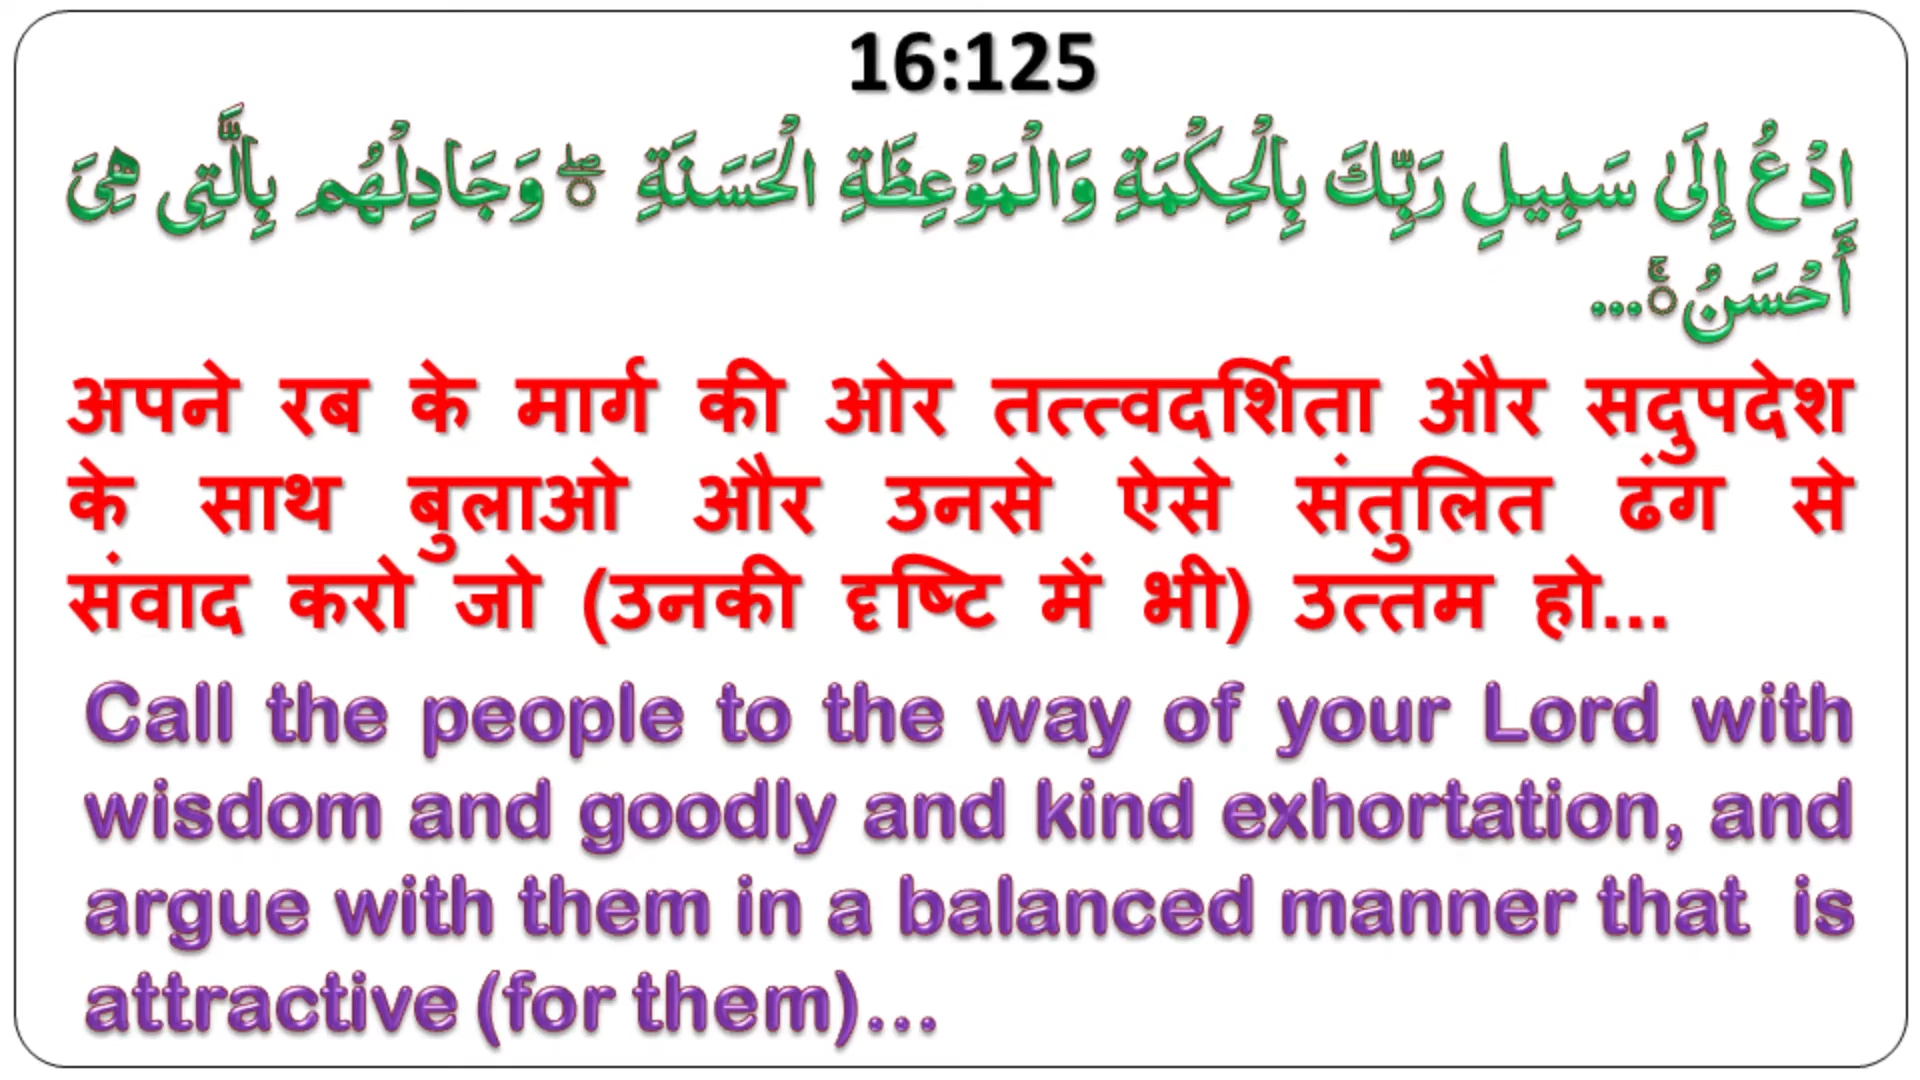 16:125
اِدْعُ إِلَىٰ سَبِيلِ رَبِّكَ بِالْحِكْمَةِ وَالْمَوْعِظَةِ الْحَسَنَةِ ۖ وَجَادِلْهُم بِالَّتِي هِيَ
أَحْسَنُ ۚ...
अपने रब के मार्ग की ओर तत्त्वदर्शिता और सदुपदेश
के साथ बुलाओ और उनसे ऐसे संतुलित ढंग से
संवाद करो जो (उनकी दृष्टि में भी) उत्तम हो...
Call the people to the way of your Lord with
wisdom and goodly and kind exhortation, and
argue with them in a balanced manner that is
attractive (for them)...